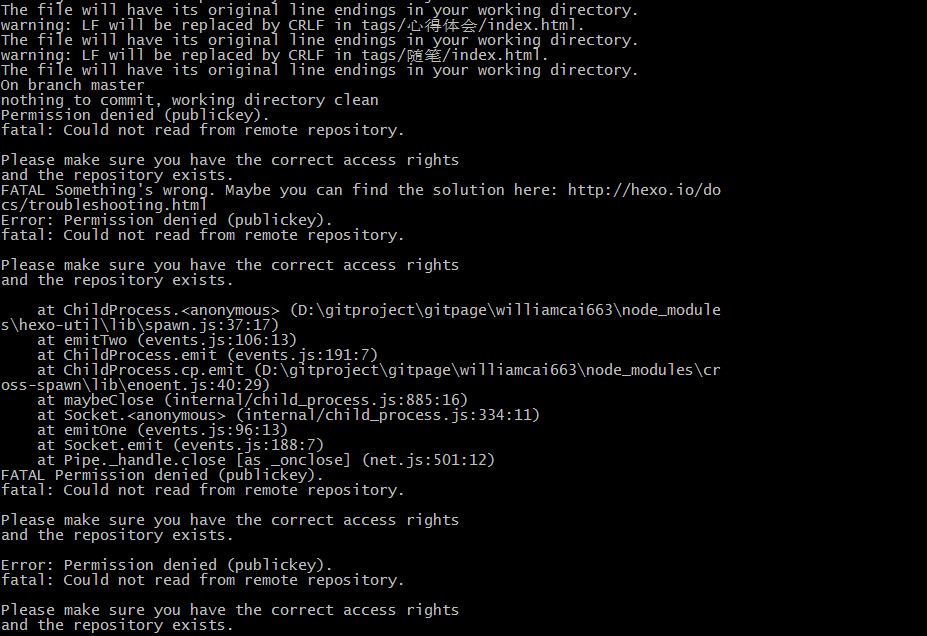 The file will have its original line endings in your working directory.
warning: LF will be replaced by CRLF in tags/心得体会/index.html.
The file will have its original line endings in your working directory.
warning: LF will be replaced by CRLF in tags/随笔/index.html.
The file will have its original line endings in your working directory.
On branch master
nothing to commit, working directory clean
Permission denied (publickey).
fatal: Could not read from remote repository.

Please make sure you have the correct access rights
and the repository exists.
FATAL Something's wrong. Maybe you can find the solution here: http://hexo.io/do
cs/troubleshooting.html
Error: Permission denied (publickey).
fatal: Could not read from remote repository.

Please make sure you have the correct access rights
and the repository exists.

    at ChildProcess.<anonymous> (D:\gitproject\gitpage\williamcai663\node_module
s\hexo-util\lib\spawn.js:37:17)
    at emitTwo (events.js:106:13)
    at ChildProcess.emit (events.js:191:7)
    at ChildProcess.cp.emit (D:\gitproject\gitpage\williamcai663\node_modules\cr
oss-spawn\lib\enoent.js:40:29)
    at maybeClose (internal/child_process.js:885:16)
    at Socket.<anonymous> (internal/child_process.js:334:11)
    at emitOne (events.js:96:13)
    at Socket.emit (events.js:188:7)
    at Pipe._handle.close [as _onclose] (net.js:501:12)
FATAL Permission denied (publickey).
fatal: Could not read from remote repository.

Please make sure you have the correct access rights
and the repository exists.

Error: Permission denied (publickey).
fatal: Could not read from remote repository.

Please make sure you have the correct access rights
and the repository exists.